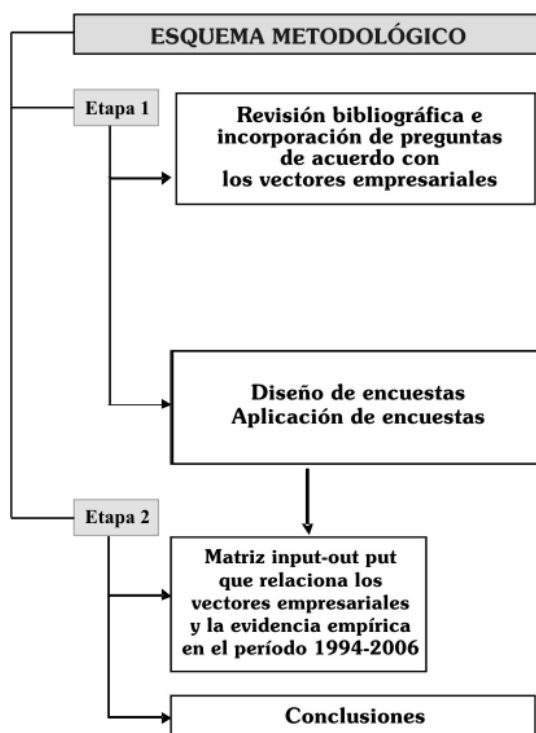 ESQUEMA METODOLÓGICO
Etapa 1
Revisión bibliográfica e
incorporación de preguntas
de acuerdo con
los vectores empresariales
Diseño de encuestas
Aplicación de encuestas
Etapa 2
Matriz input-out put
que relaciona los
vectores empresariales
y la evidencia empírica
en el período 1994-2006
Conclusiones